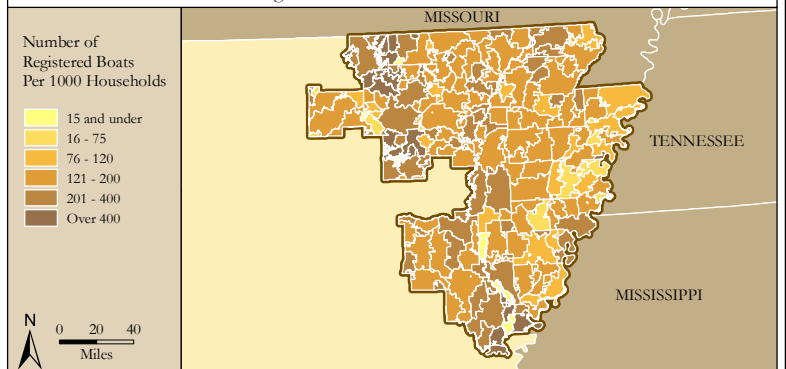 MISSOURI
Number of
Registered Boats
Per 1000 Households
15 and under
16 - 75
76 - 120
121 - 200
201 - 400
Over 400
TENNESSEE
MISSISSIPPI
N
0 20 40
Miles